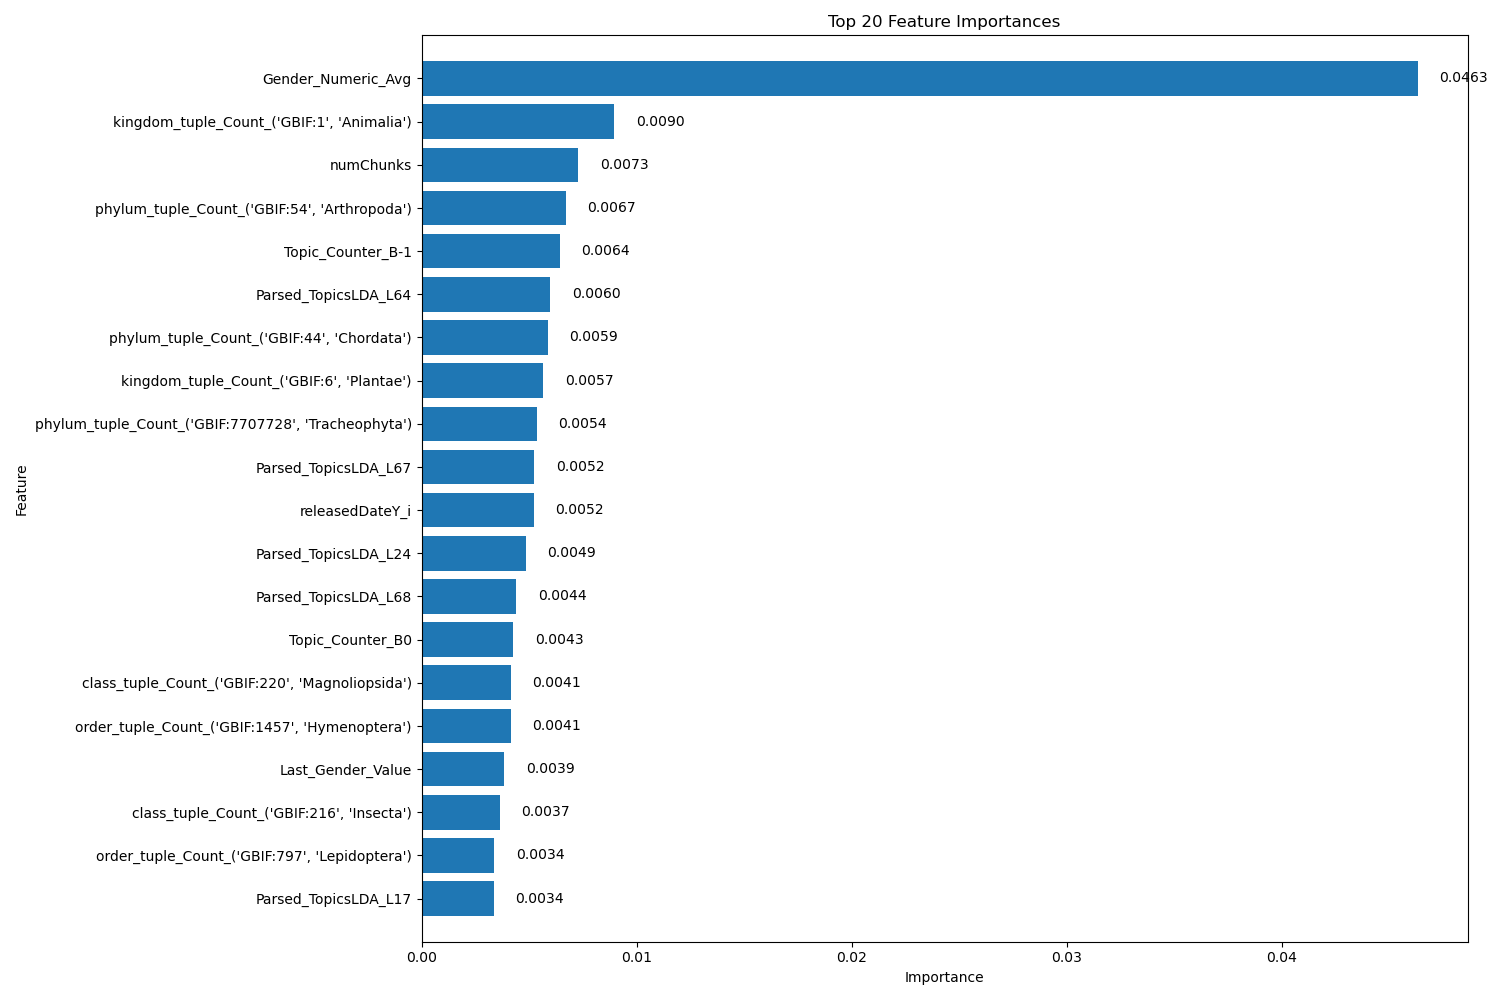 Top 20 Feature Importances
Gender_Numeric_Avg 0.0463
kingdom_tuple_Count_('GBIF:1', 'Animalia') 0.0090
numChunks 0.0073
phylum_tuple_Count_('GBIF:54', 'Arthropoda') 0.0067
Topic_Counter_B-1 0.0064
Parsed_TopicsLDA_L64 0.0060
phylum_tuple_Count_('GBIF:44', 'Chordata') 0.0059
kingdom_tuple_Count_('GBIF:6', 'Plantae') 0.0057
phylum_tuple_Count_('GBIF:7707728', 'Tracheophyta') 0.0054
Parsed_TopicsLDA_L67 0.0052
releasedDateY_i 0.0052
Parsed_TopicsLDA_L24 0.0049
Parsed_TopicsLDA_L68 0.0044
Topic_Counter_B0 0.0043
class_tuple_Count_('GBIF:220', 'Magnoliopsida') 0.0041
order_tuple_Count_('GBIF:1457', 'Hymenoptera') 0.0041
Last_Gender_Value 0.0039
class_tuple_Count_('GBIF:216', 'Insecta') 0.0037
order_tuple_Count_('GBIF:797', 'Lepidoptera') 0.0034
Parsed_TopicsLDA_L17 0.0034
Feature
0.00 0.01 0.02 0.03 0.04
Importance